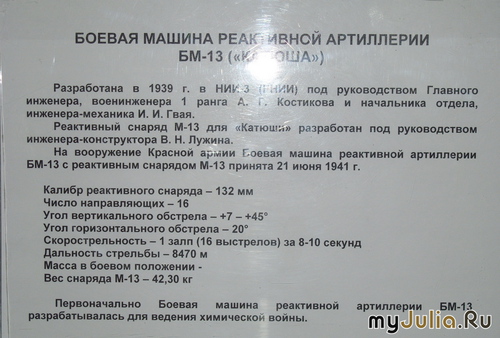 БОЕВАЯ МАШИНА РЕАКТИВНОЙ АРТИЛЛЕРИИ
БМ-13 («КАТЮША»)
Разработана в 1939 г. в НИИ-3 (РНИИ) под руководством Главного
инженера, военинженера 1 ранга А. Г. Костикова и начальника отдела,
инженера-механика И. И. Гвая.
Реактивный снаряд М-13 для «Катюши» разработан под руководством
инженера-конструктора В. Н. Лужина.
На вооружение Красной армии Боевая машина реактивной артиллерии
БМ-13 с реактивным снарядом М-13 принята 21 июня 1941 г.
Калибр реактивного снаряда – 132 мм
Число направляющих – 16
Угол вертикального обстрела – +7 – +45°
Угол горизонтального обстрела – 20°
Скорострельность – 1 залп (16 выстрелов) за 8-10 секунд
Дальность стрельбы – 8470 м
Масса в боевом положении -
Вес снаряда М-13 – 42,30 кг
Первоначально Боевая машина реактивной артиллерии БМ-13
разрабатывалась для ведения химической войны.
myJulia.Ru